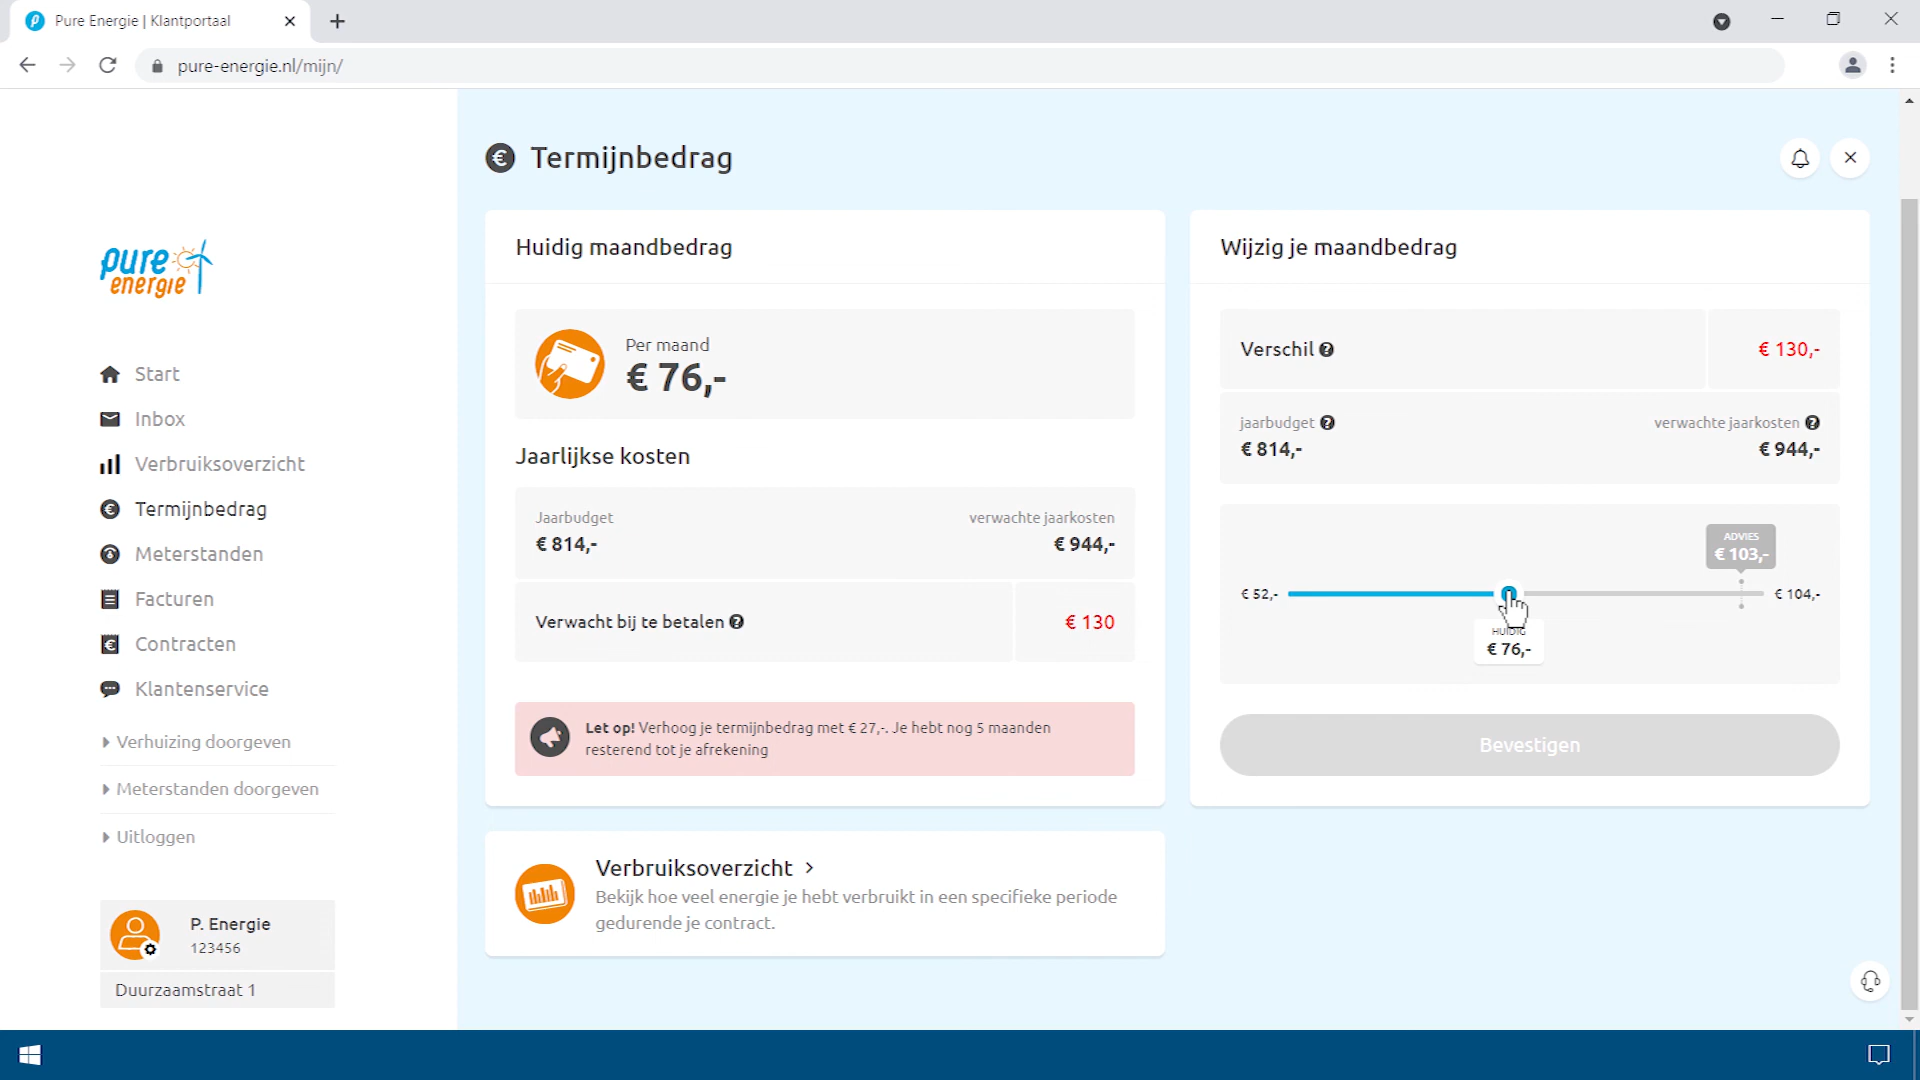 Pure Energie | Klantportaal
pure-energie.nl/mijn/
pure
energie
Start
Inbox
Verbruiksoverzicht
Termijnbedrag
Meterstanden
Facturen
Contracten
Klantenservice
Verhuizing doorgeven
Meterstanden doorgeven
Uitloggen
P. Energie
123456
Duurzaamstraat 1
Termijnbedrag
Huidig maandbedrag
Per maand
€ 76,-
Jaarlijkse kosten
Jaarbudget verwachte jaarkosten
€ 814,- € 944,-
Verwacht bij te betalen € 130
Let op! Verhoog je termijnbedrag met € 27,-. Je hebt nog 5 maanden
resterend tot je afrekening
Verbruiksoverzicht
Bekijk hoe veel energie je hebt verbruikt in een specifieke periode
gedurende je contract.
Wijzig je maandbedrag
Verschil € 130,-
jaarbudget verwachte jaarkosten
€ 814,- € 944,-
ADVIES
€ 103,-
€ 52,- € 104,-
HUIDIG
€ 76,-
Bevestigen